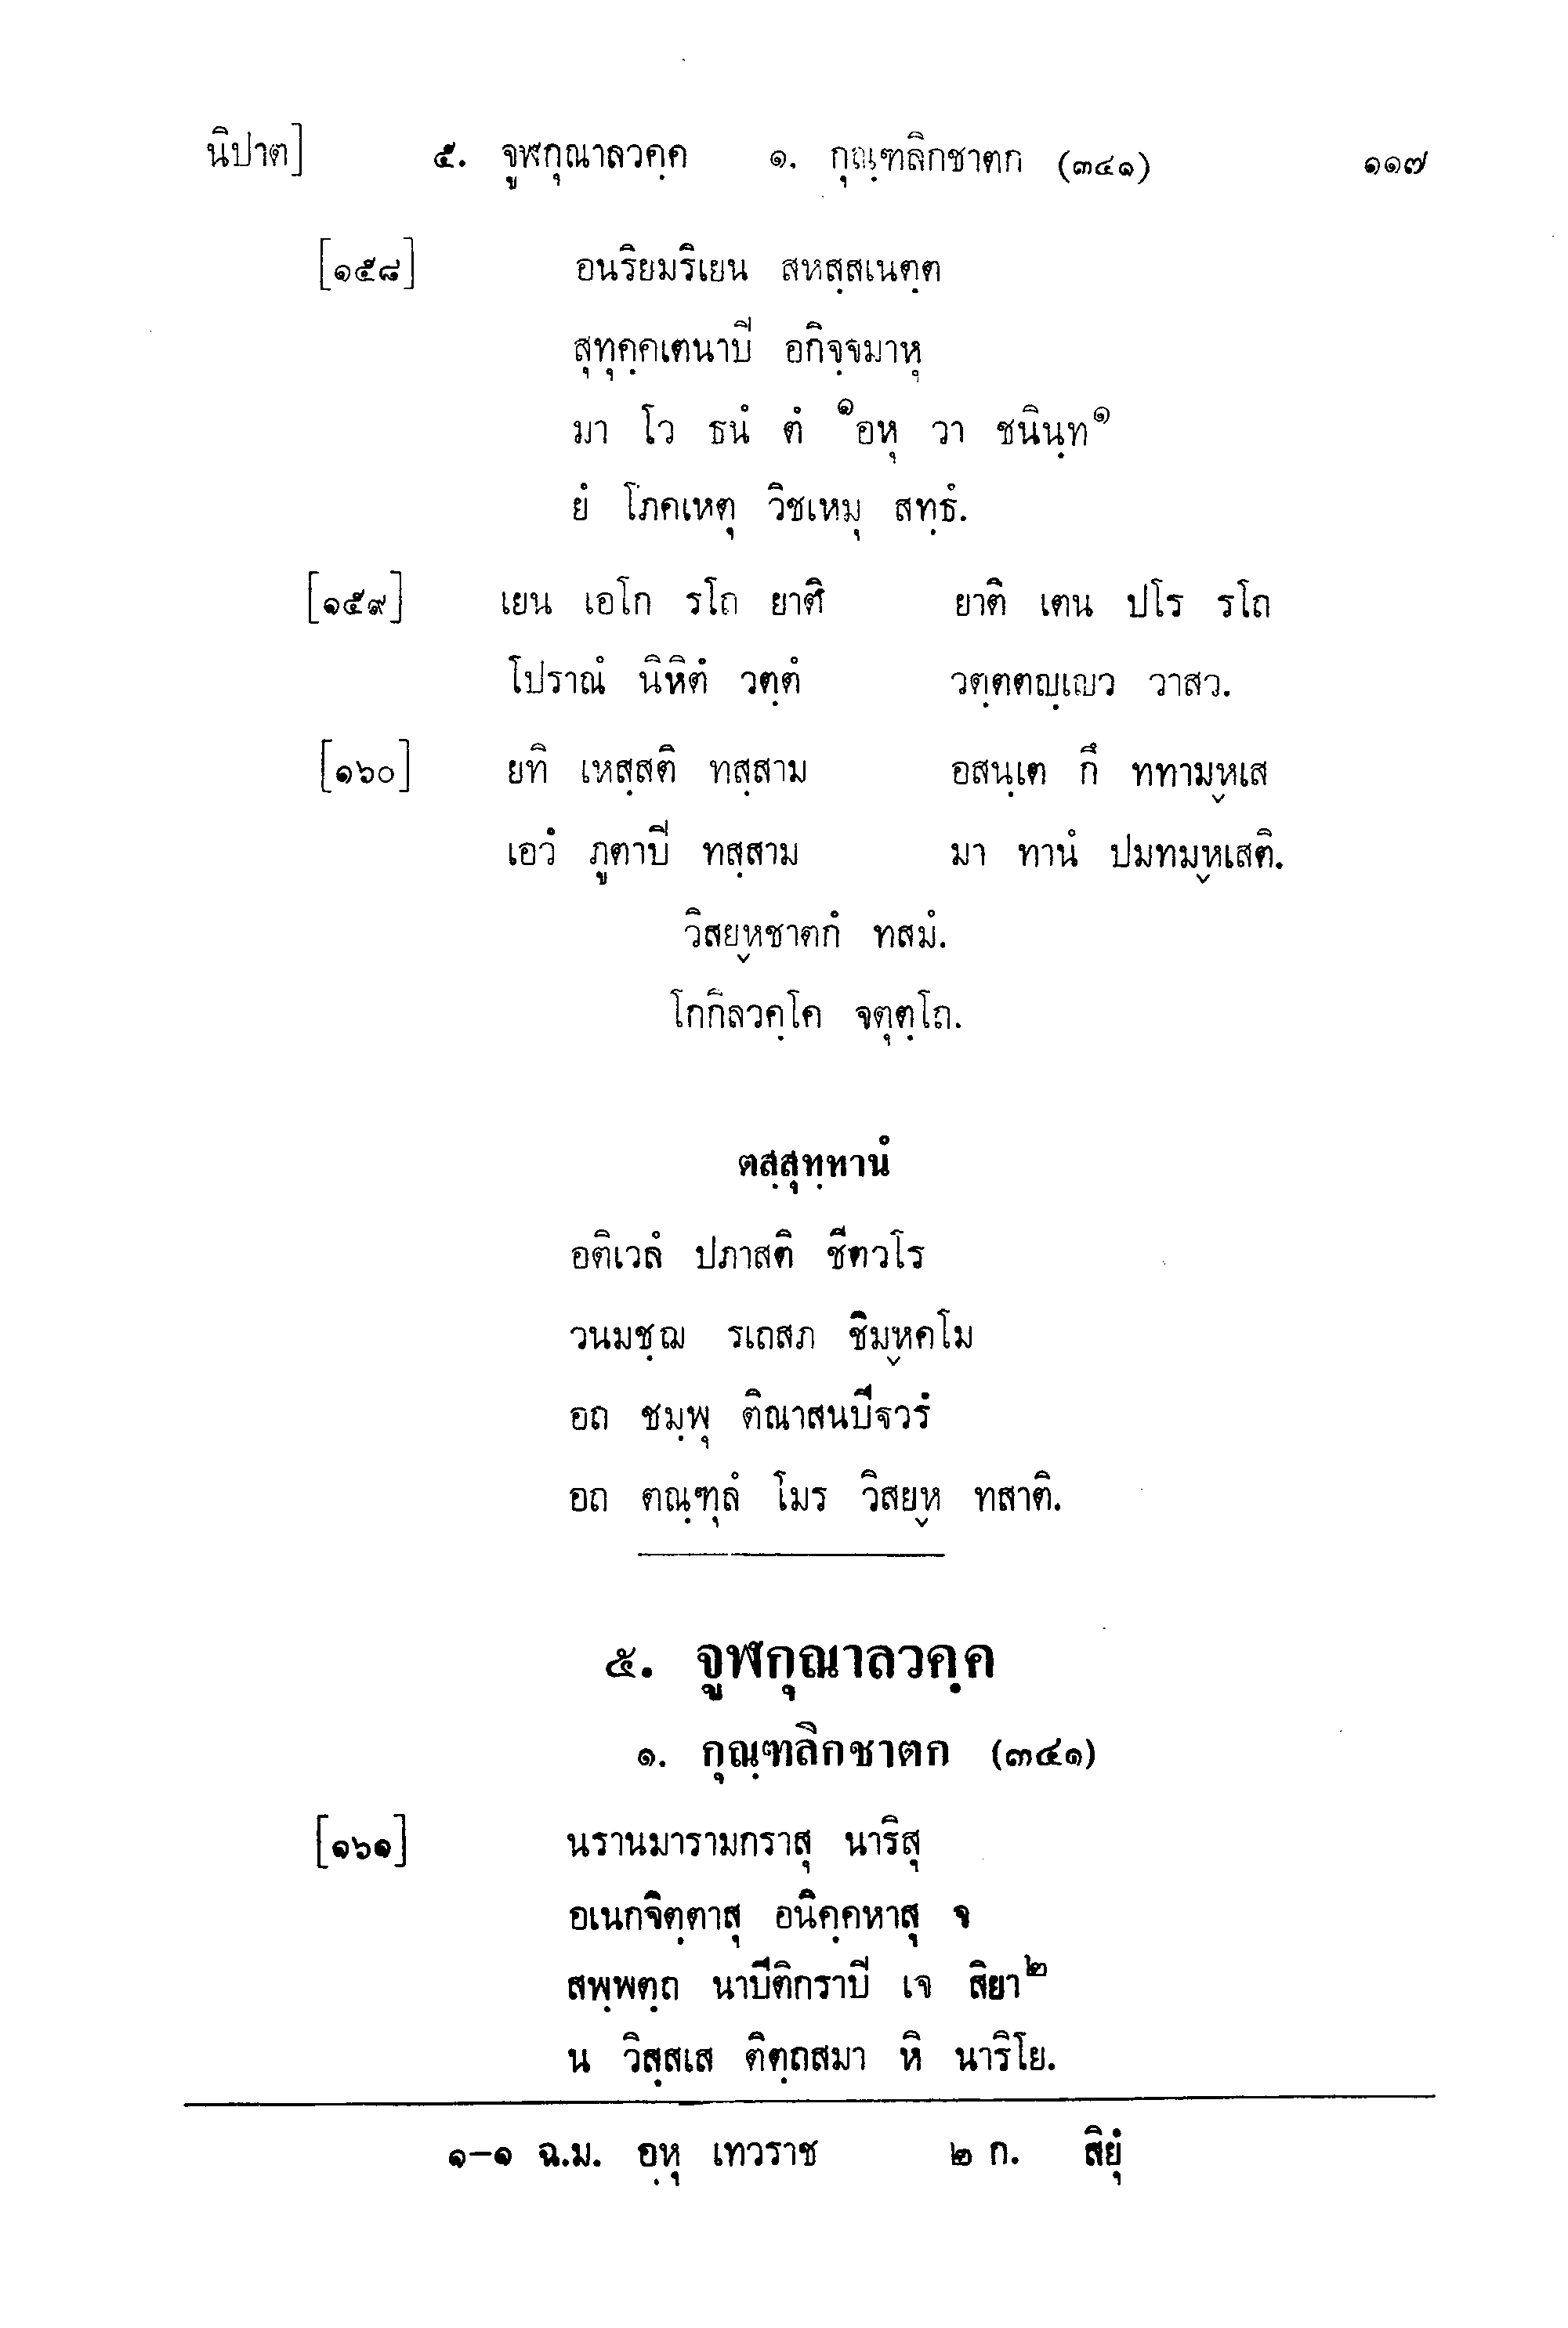 นิปาต] ๕. จูฬกุณาลวคฺค ๑. กุณฺฑลิกชาตก (๓๔๑) ๑๑๗
[๑๕๘] อนริยมริเยน สหสฺสเนตฺต
สุทุคฺคเตนาปิ อกิจฺจมาหุ
มา โว ธนํ ตํ ๑อหุ วา ชนินฺท๑
ยํ โภคเหตุ วิชเหมุ สทฺธํ.
[๑๕๙] เยน เอโก รโถ ยาติ ยาติ เตน ปโร รโถ
โปราณํ นิหิตํ วตฺตํ วตฺตตญฺเญว วาสว.
[๑๖๐] ยทิ เหสฺสติ ทสฺสาม อสนฺเต กึ ททามฺหเส
เอวํ ภูตาปิ ทสฺสาม มา ทานํ ปมทมฺหเสติ.
วิสยฺหชาตกํ ทสมํ.
โกกิลวคฺโค จตุตฺโถ.
ตสฺสุทฺทานํ
อติเวลํ ปภาสติ ชีตวโร
วนมชฺฌ รเถสภ ชิมฺหคโม
อถ ชมฺพุ ติณาสนปีฐวรํ
อถ ตณฺฑุลํ โมร วิสยฺห ทสาติ.
๕. จูฬกุณาลวคฺค
๑. กุณฺฑลิกชาตก (๓๔๑)
[๑๖๑] นรานมารามกราสุ นาริสุ
อเนกจิตฺตาสุ อนิคฺคหาสุ จ
สพฺพตฺถ นาปีติกราปิ เจ สิยา๒
น วิสฺสเส ติตฺถสมา หิ นาริโย.
๑-๑ ฉ.ม. อฺหุ เทวราช ๒ ก. สิยุํ